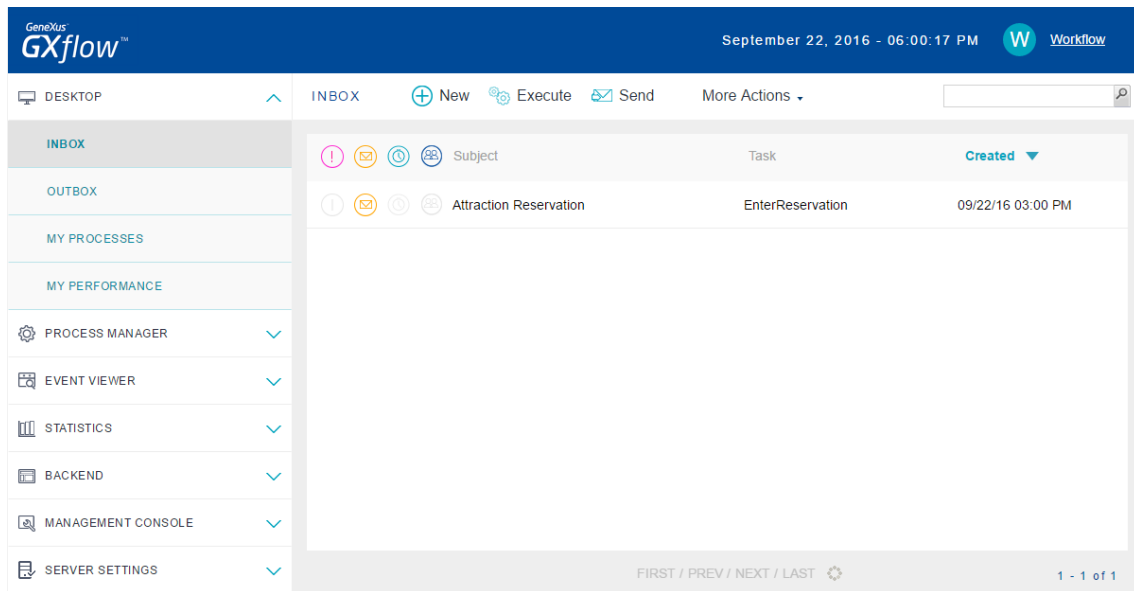 GeneXus™
GXflow™
September 22, 2016 - 06:00:17 PM
W
Workflow
DESKTOP
INBOX
OUTBOX
MY PROCESSES
MY PERFORMANCE
PROCESS MANAGER
EVENT VIEWER
STATISTICS
BACKEND
MANAGEMENT CONSOLE
SERVER SETTINGS
INBOX New Execute Send More Actions
Subject Task Created
Attraction Reservation EnterReservation 09/22/16 03:00 PM
FIRST / PREV / NEXT / LAST
1 - 1 of 1